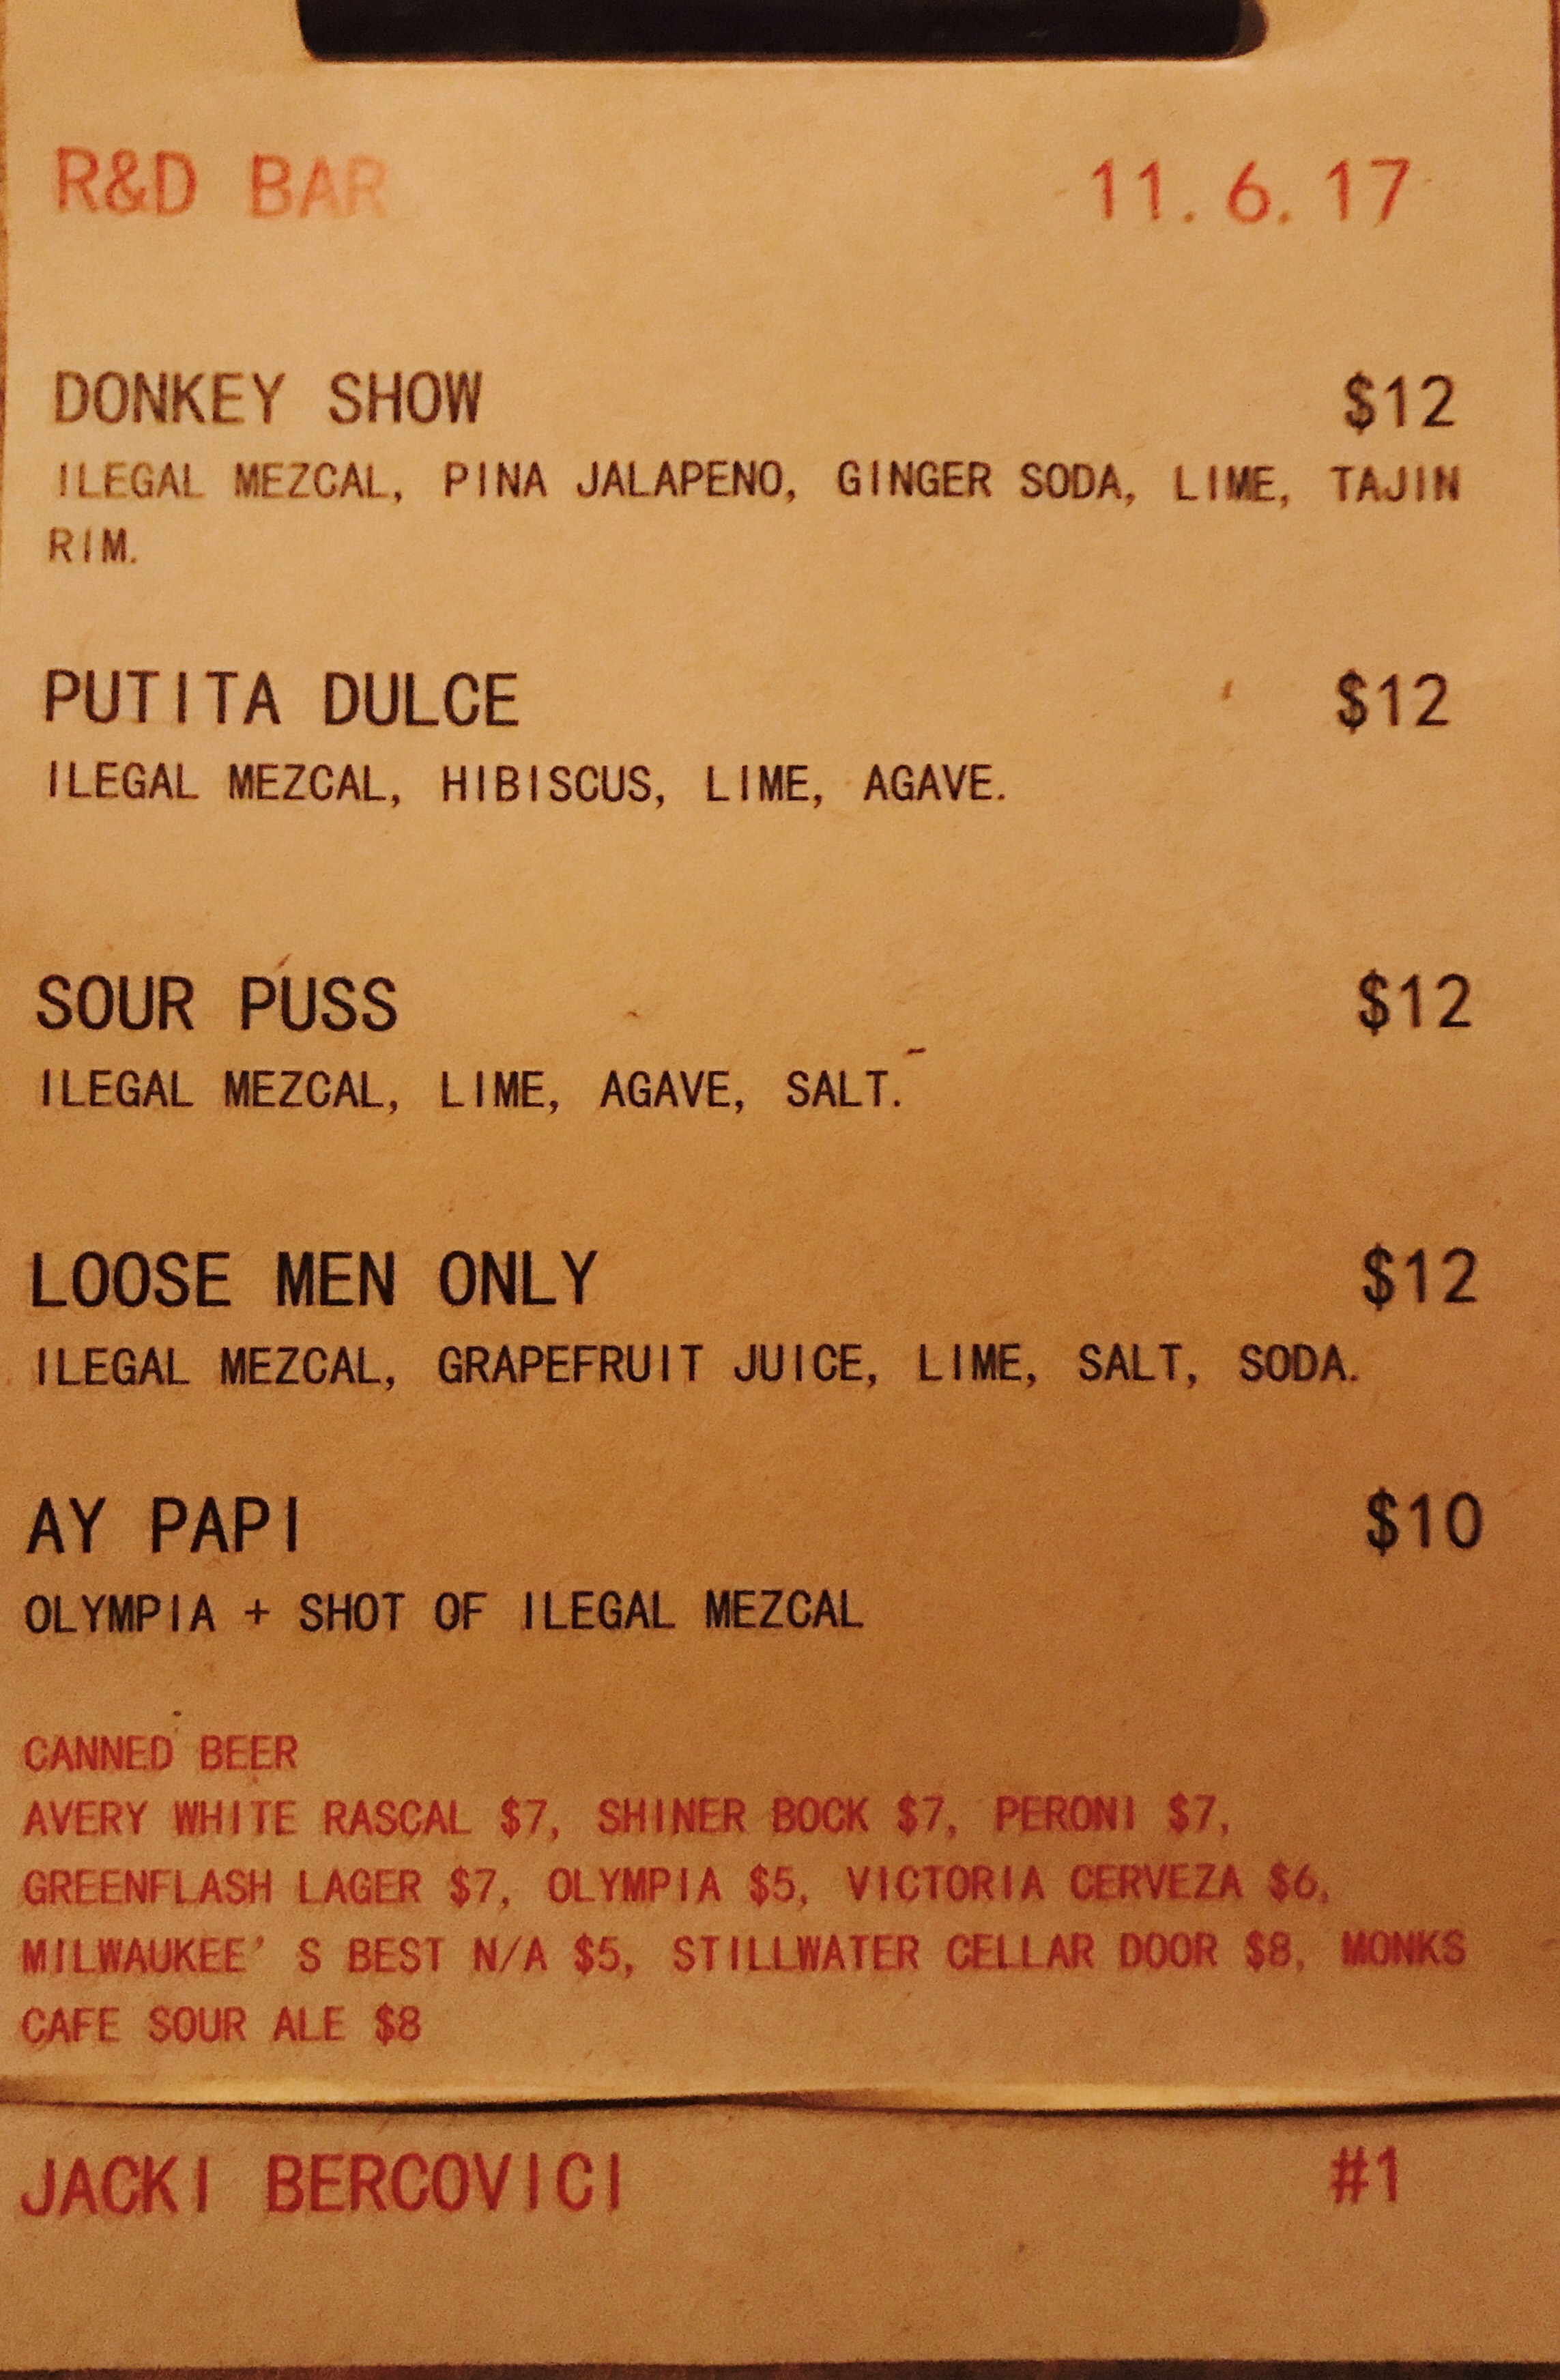 R&D BAR 11.6.17
DONKEY SHOW $12
ILEGAL MEZCAL, PINA JALAPENO, GINGER SODA, LIME, TAJIN
RIM.
PUTITA DULCE $12
ILEGAL MEZCAL, HIBISCUS, LIME, AGAVE.
SOUR PUSS $12
ILEGAL MEZCAL, LIME, AGAVE, SALT.
LOOSE MEN ONLY $12
ILEGAL MEZCAL, GRAPEFRUIT JUICE, LIME, SALT, SODA.
AY PAPI $10
OLYMPIA + SHOT OF ILEGAL MEZCAL
CANNED BEER
AVERY WHITE RASCAL $7, SHINER BOCK $7, PERONI $7,
GREENFLASH LAGER $7, OLYMPIA $5, VICTORIA CERVEZA $6,
MILWAUKEE'S BEST N/A $5, STILLWATER CELLAR DOOR $8, MONKS
CAFE SOUR ALE $8
JACKI BERCOVICI #1